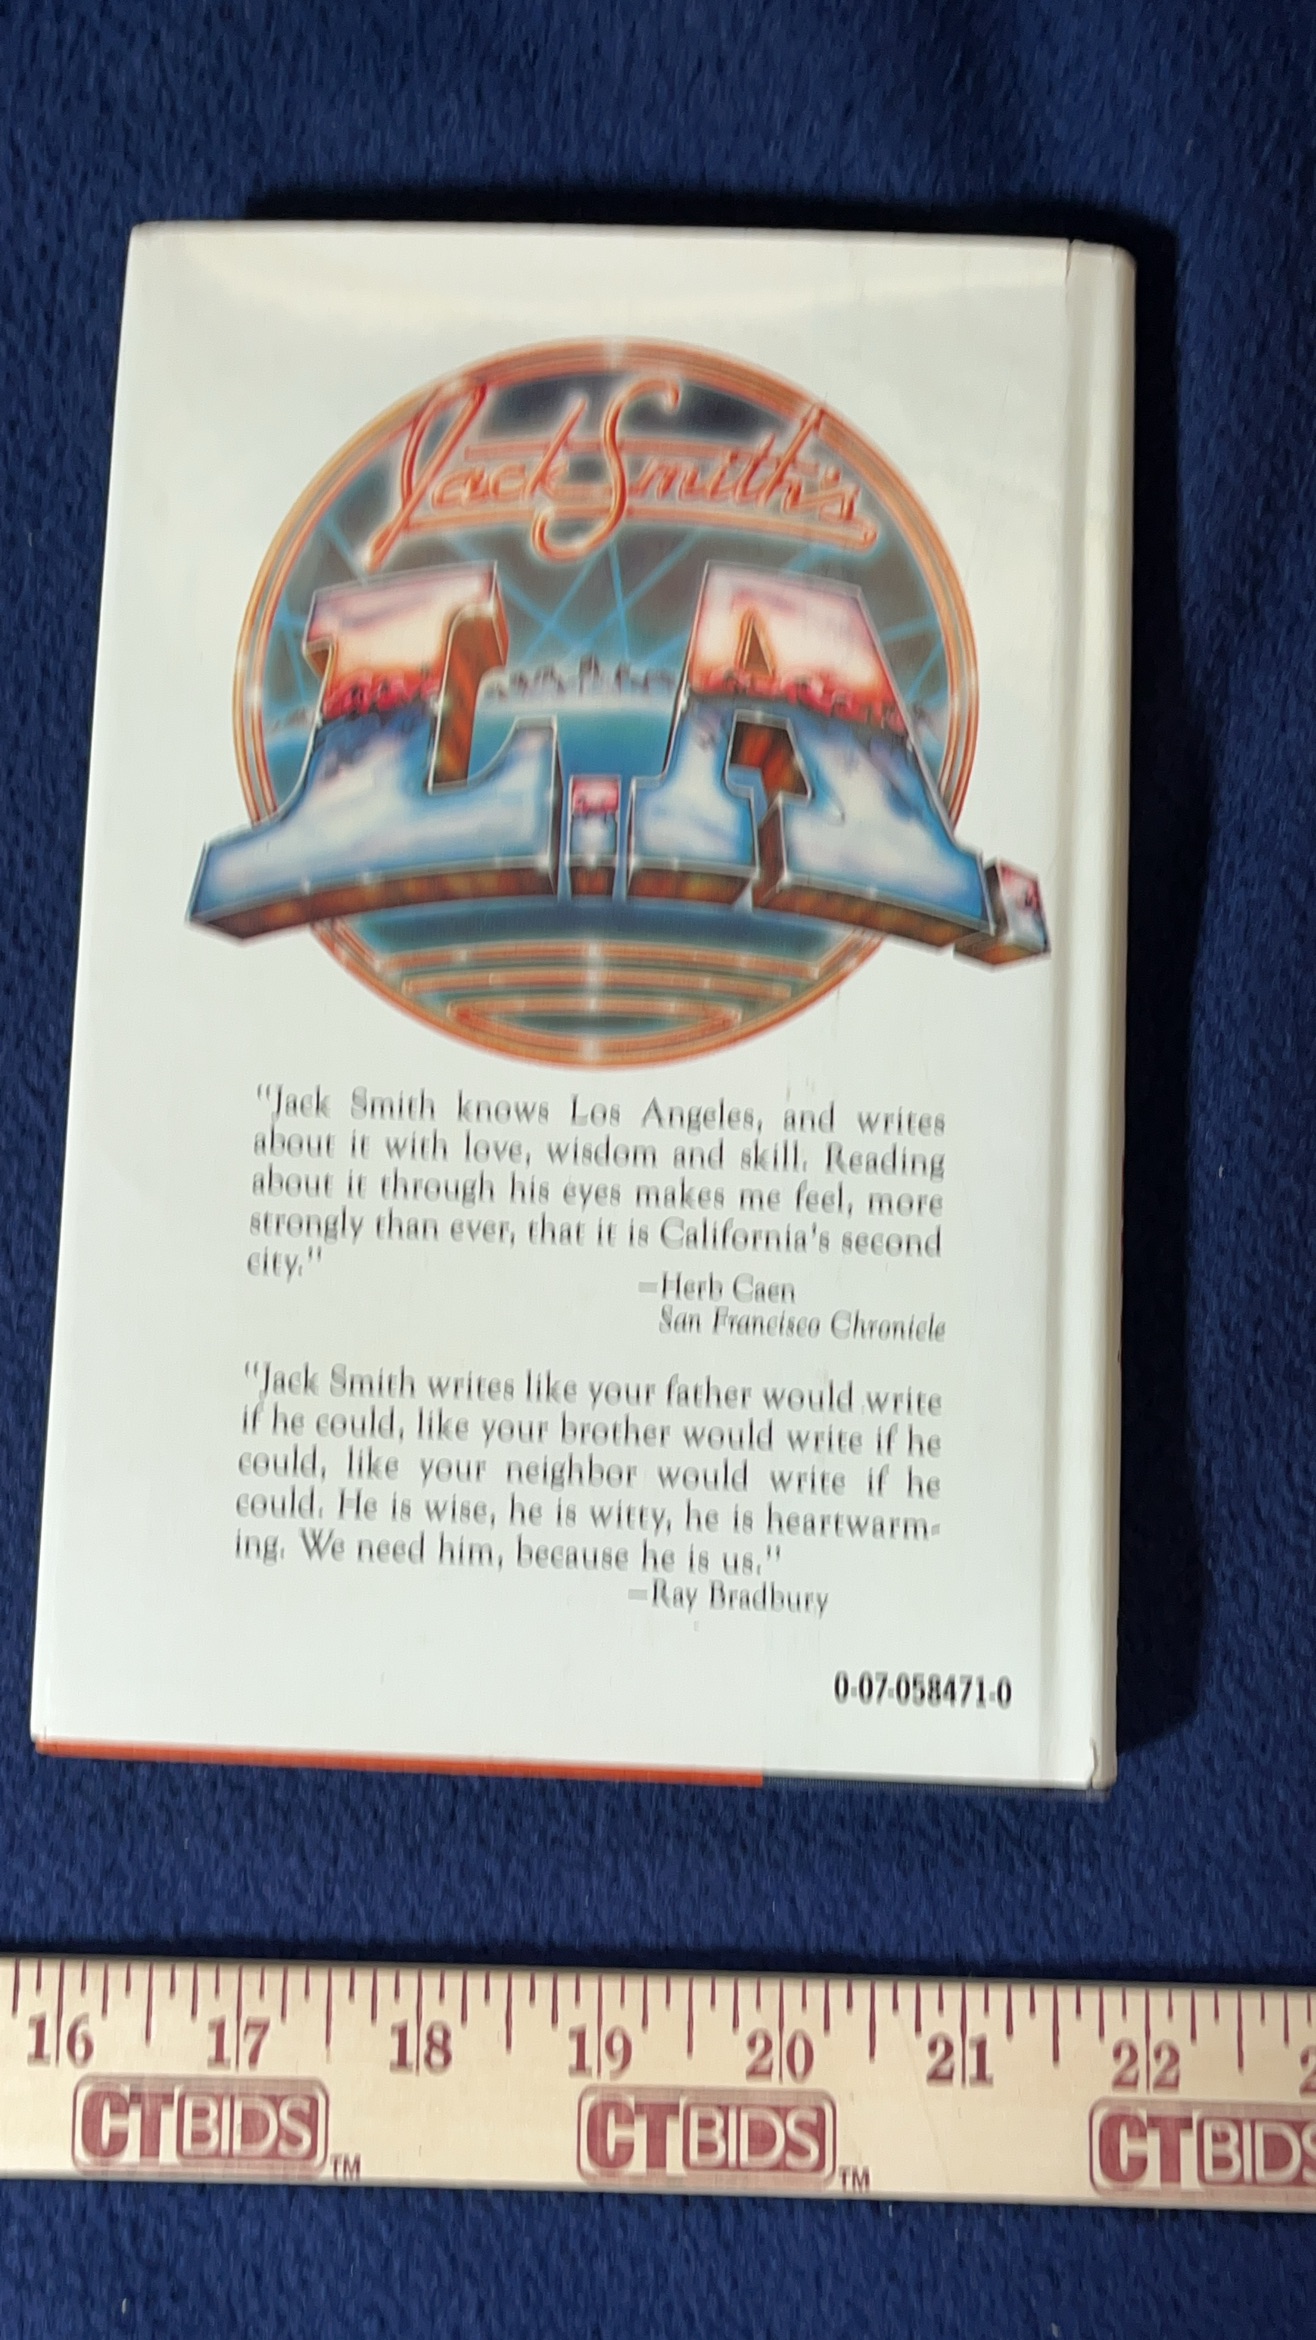 Jack Smith's
L.A.
"Jack Smith knows Los Angeles, and writes
about it with love, wisdom and skill. Reading
about it through his eyes makes me feel, more
strongly than ever, that it is California's second
city."
—Herb Caen
San Francisco Chronicle
"Jack Smith writes like your father would write
if he could, like your brother would write if he
could, like your neighbor would write if he
could. He is wise, he is witty, he is heartwarm-
ing. We need him, because he is us."
—Ray Bradbury
0-07-058471-0
16 17 18 19 20 21 22 2
CTBIDS™ CTBIDS™ CTBIDS